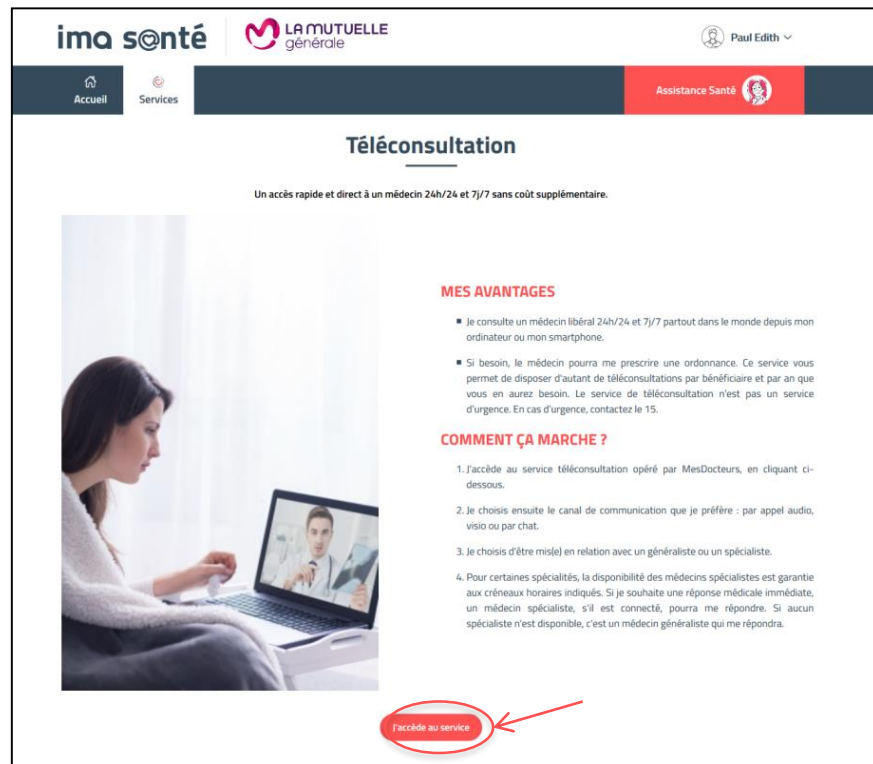 ima s@nté
LA MUTUELLE
générale
Paul Edith
Accueil
Services
Assistance Santé
Téléconsultation
Un accès rapide et direct à un médecin 24h/24 et 7j/7 sans coût supplémentaire.
MES AVANTAGES
Je consulte un médecin libéral 24h/24 et 7j/7 partout dans le monde depuis mon
ordinateur ou mon smartphone.
Si besoin, le médecin pourra me prescrire une ordonnance. Ce service vous
permet de disposer d'autant de téléconsultations par bénéficiaire et par an que
vous en aurez besoin. Le service de téléconsultation n'est pas un service
d'urgence. En cas d'urgence, contactez le 15.
COMMENT ÇA MARCHE ?
1. J'accède au service téléconsultation opéré par MesDocteurs, en cliquant ci-
dessous.
2. Je choisis ensuite le canal de communication que je préfère : par appel audio,
visio ou par chat.
3. Je choisis d'être mis(e) en relation avec un généraliste ou un spécialiste.
4. Pour certaines spécialités, la disponibilité des médecins spécialistes est garantie
aux créneaux horaires indiqués. Si je souhaite une réponse médicale immédiate,
un médecin spécialiste, s'il est connecté, pourra me répondre. Si aucun
spécialiste n'est disponible, c'est un médecin généraliste qui me répondra.
J'accède au service